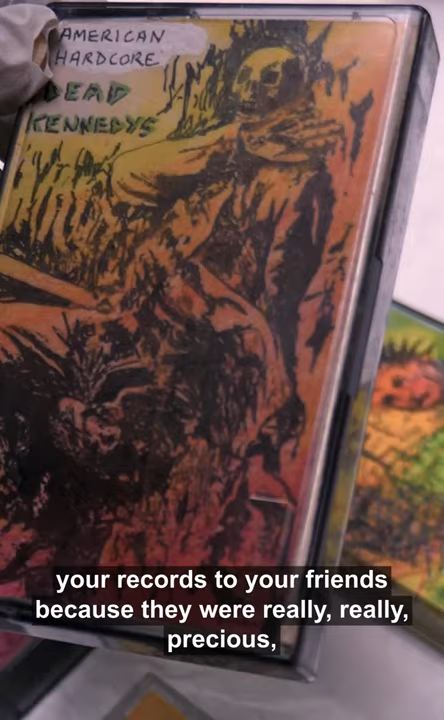 AMERICAN
HARDCORE
DEAD
KENNEDYS
your records to your friends
because they were really, really,
precious,